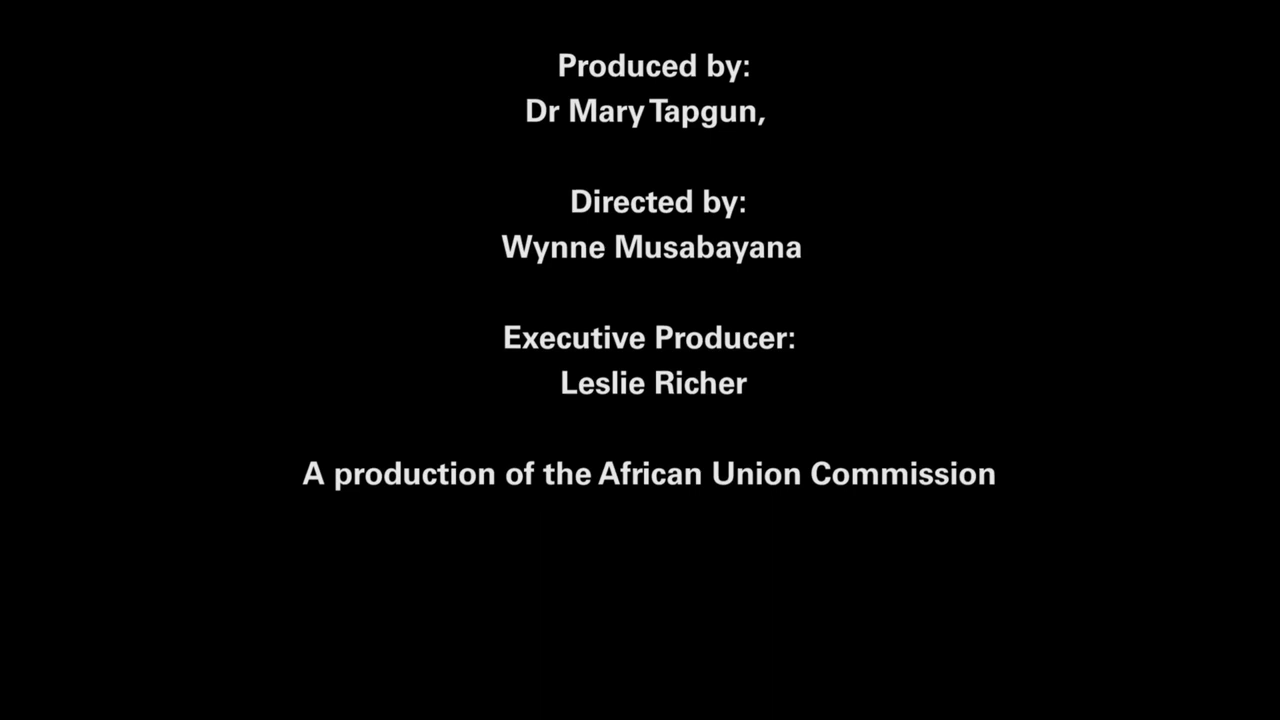 Produced by:
Dr Mary Tapgun,
Directed by:
Wynne Musabayana
Executive Producer:
Leslie Richer
A production of the African Union Commission